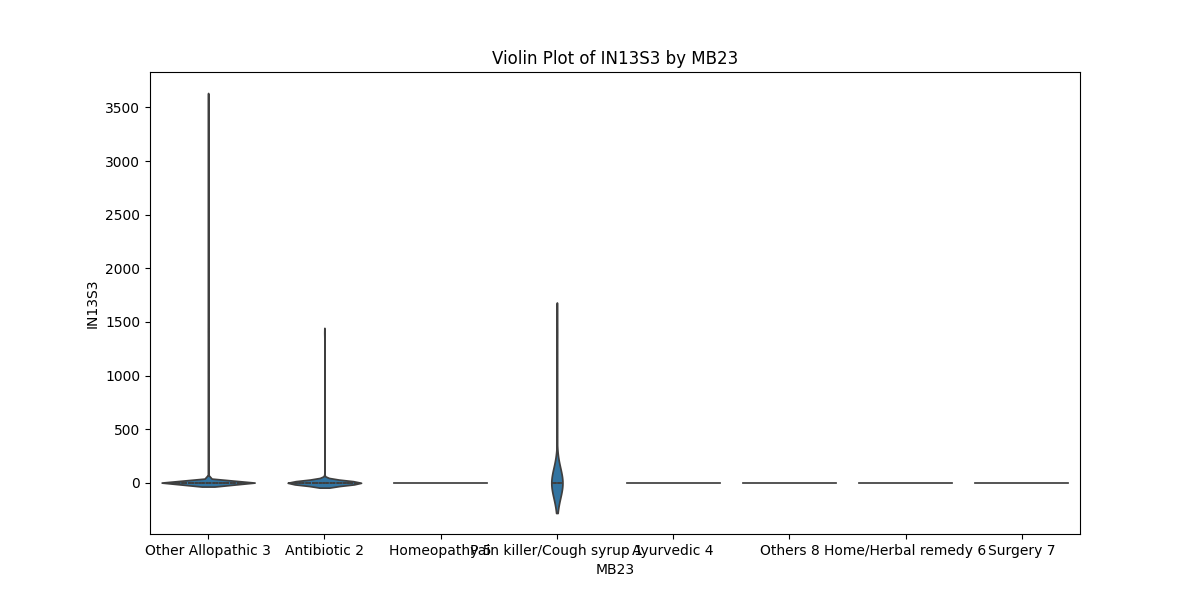 Violin Plot of IN13S3 by MB23
3500
3000
2500
2000
1500
1000
500
0
IN13S3
Other Allopathic 3
Antibiotic 2
Homeopathy 5
Pain killer/Cough syrup 1
Ayurvedic 4
Others 8
Home/Herbal remedy 6
Surgery 7
MB23